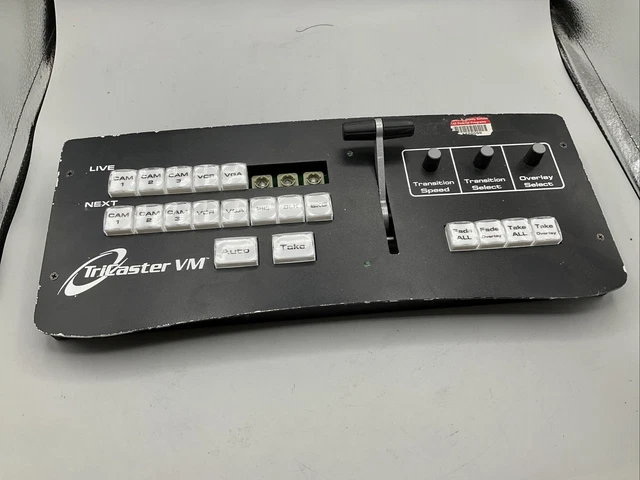 LIVE
CAM 1
CAM 2
CAM 3
VCR
VGA
NEXT
CAM 1
CAM 2
CAM 3
VCR
VGA
Auto
Take
TriCaster VM
Transition Speed
Transition Select
Overlay Select
Fade ALL
Fade Overlay
Take ALL
Take Overlay